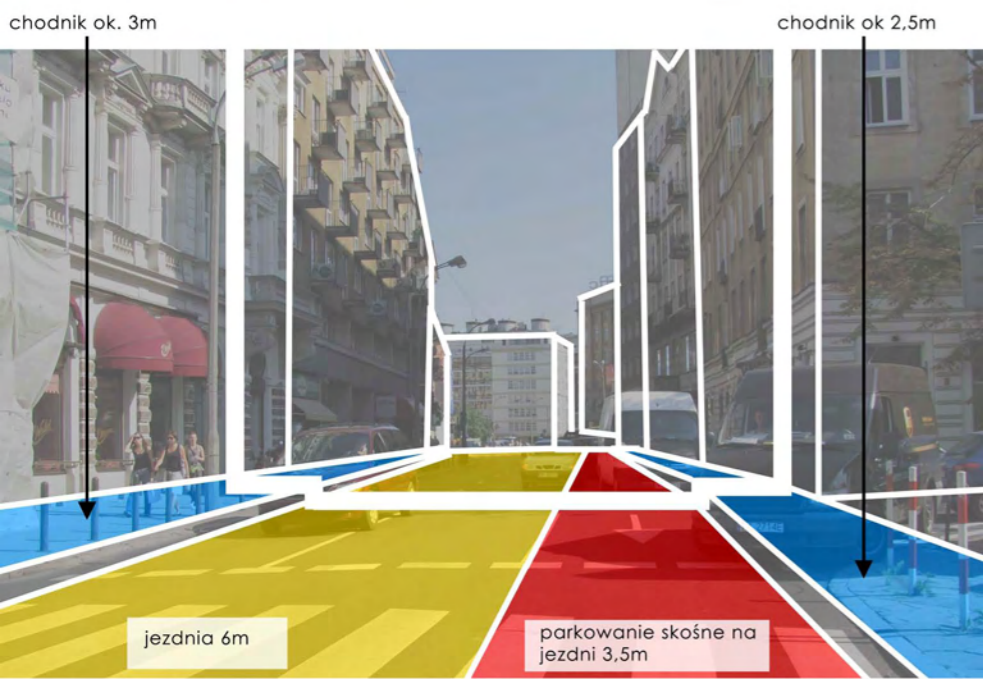 chodnik ok. 3m
chodnik ok 2,5m
jezdnia 6m
parkowanie skośne na
jezdni 3,5m